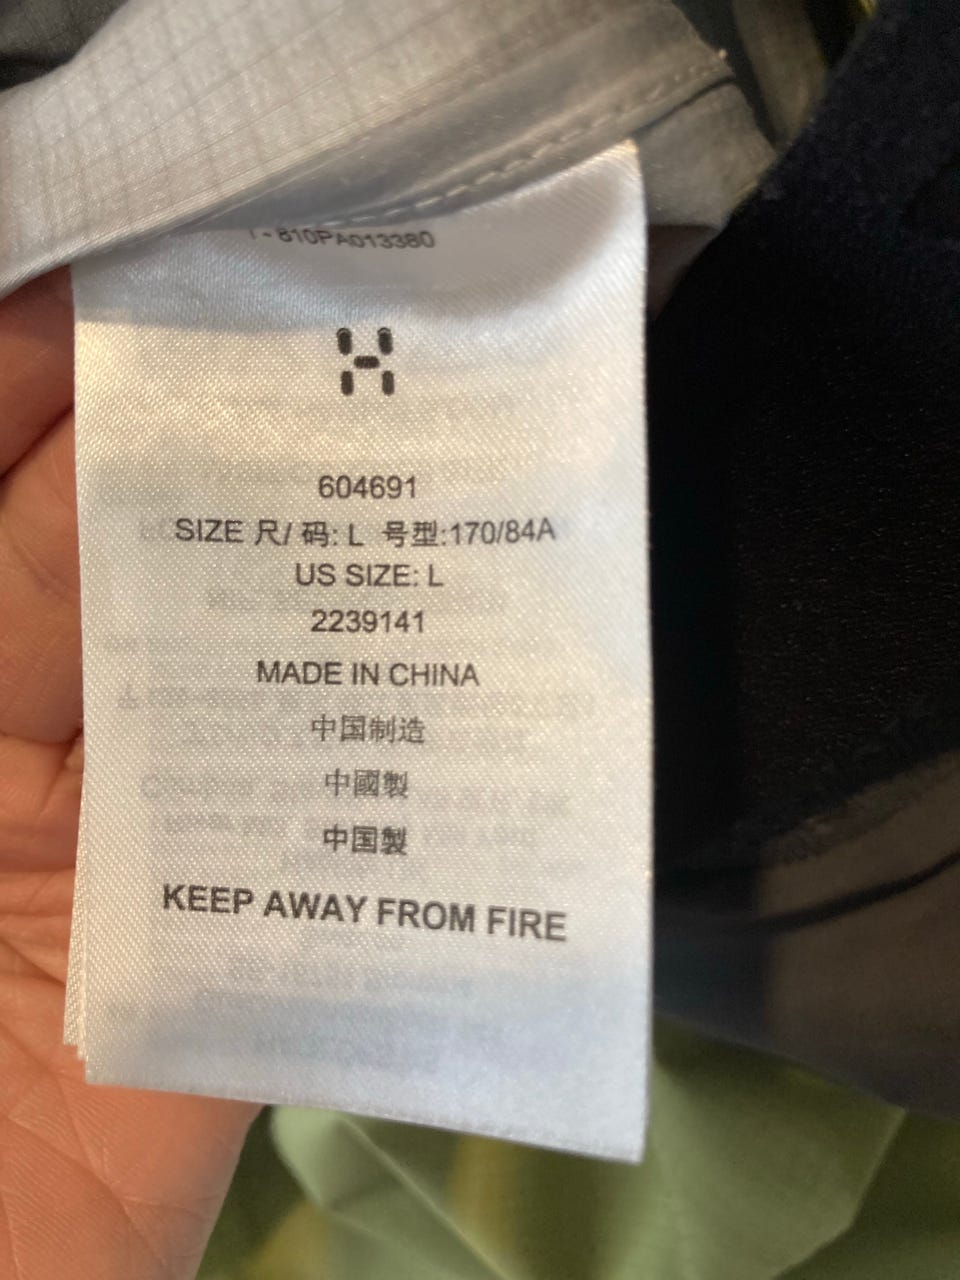 810PA013380
604691
SIZE 尺/ 码: L 号型:170/84A
US SIZE: L
2239141
MADE IN CHINA
中国制造
中國製
中国製
KEEP AWAY FROM FIRE